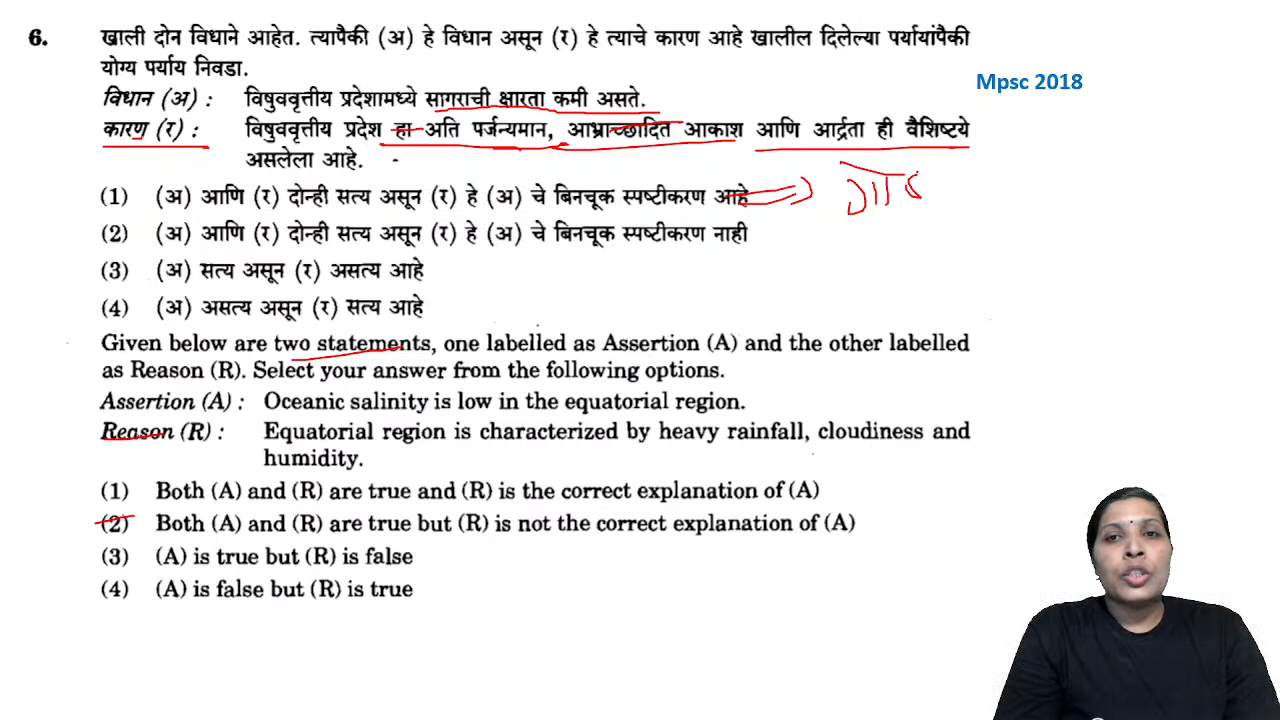 6. खाली दोन विधाने आहेत. त्यापैकी (अ) हे विधान असून (र) हे त्याचे कारण आहे खालील दिलेल्या पर्यायांपैकी
योग्य पर्याय निवडा.
Mpsc 2018
विधान (अ) : विषुववृत्तीय प्रदेशामध्ये सागराची क्षारता कमी असते.
कारण (र) : विषुववृत्तीय प्रदेश हा अति पर्जन्यमान, आभ्राच्छादित आकाश आणि आर्द्रता ही वैशिष्टये
असलेला आहे.
(1) (अ) आणि (र) दोन्ही सत्य असून (र) हे (अ) चे बिनचूक स्पष्टीकरण आहे
(2) (अ) आणि (र) दोन्ही सत्य असून (र) हे (अ) चे बिनचूक स्पष्टीकरण नाही
(3) (अ) सत्य असून (र) असत्य आहे
(4) (अ) असत्य असून (र) सत्य आहे
Given below are two statements, one labelled as Assertion (A) and the other labelled
as Reason (R). Select your answer from the following options.
Assertion (A) : Oceanic salinity is low in the equatorial region.
Reason (R) : Equatorial region is characterized by heavy rainfall, cloudiness and
humidity.
(1) Both (A) and (R) are true and (R) is the correct explanation of (A)
(2) Both (A) and (R) are true but (R) is not the correct explanation of (A)
(3) (A) is true but (R) is false
(4) (A) is false but (R) is true